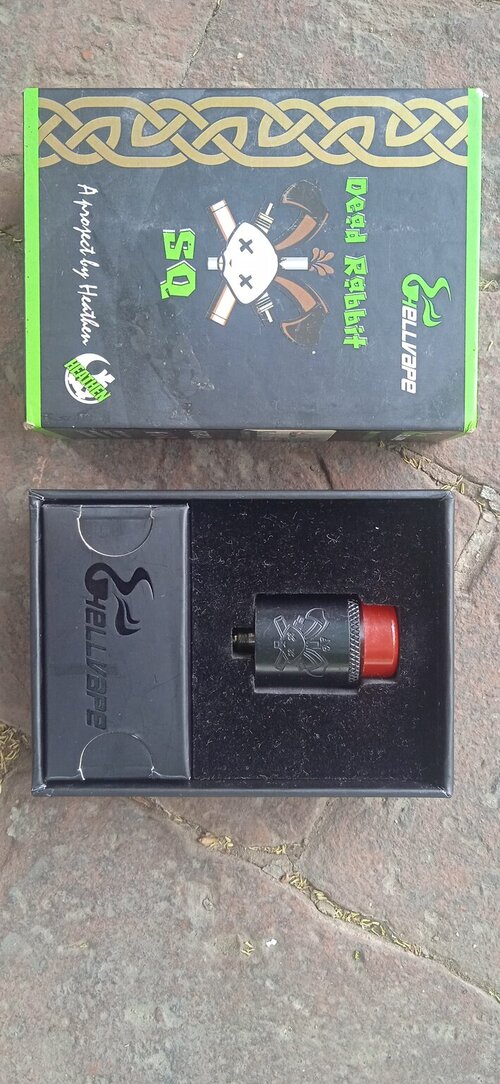 HELLVAPE
Dead Rabbit
SQ
A project by Heathen
HEATHEN
HELLVAPE